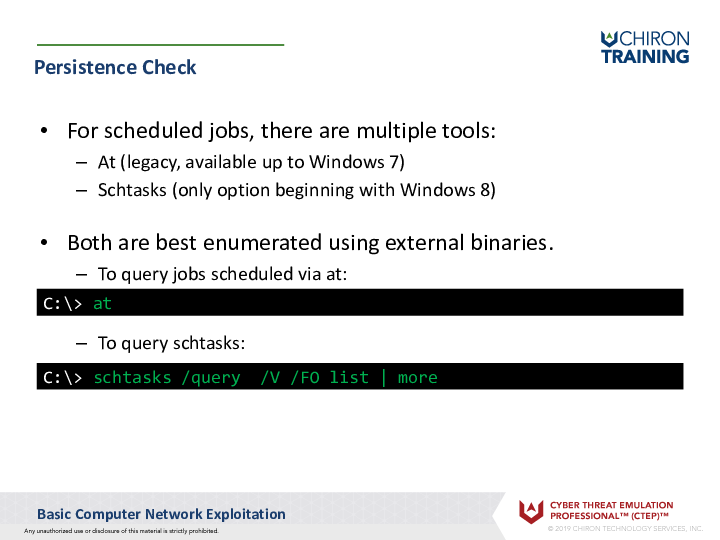 CHIRON
TRAINING
Persistence Check
• For scheduled jobs, there are multiple tools:
– At (legacy, available up to Windows 7)
– Schtasks (only option beginning with Windows 8)
• Both are best enumerated using external binaries.
– To query jobs scheduled via at:
C:\> at
– To query schtasks:
C:\> schtasks /query  /V /FO list | more
Basic Computer Network Exploitation
Any unauthorized use or disclosure of this material is strictly prohibited.
CYBER THREAT EMULATION
PROFESSIONAL™ (CTEP)™
© 2019 CHIRON TECHNOLOGY SERVICES, INC.